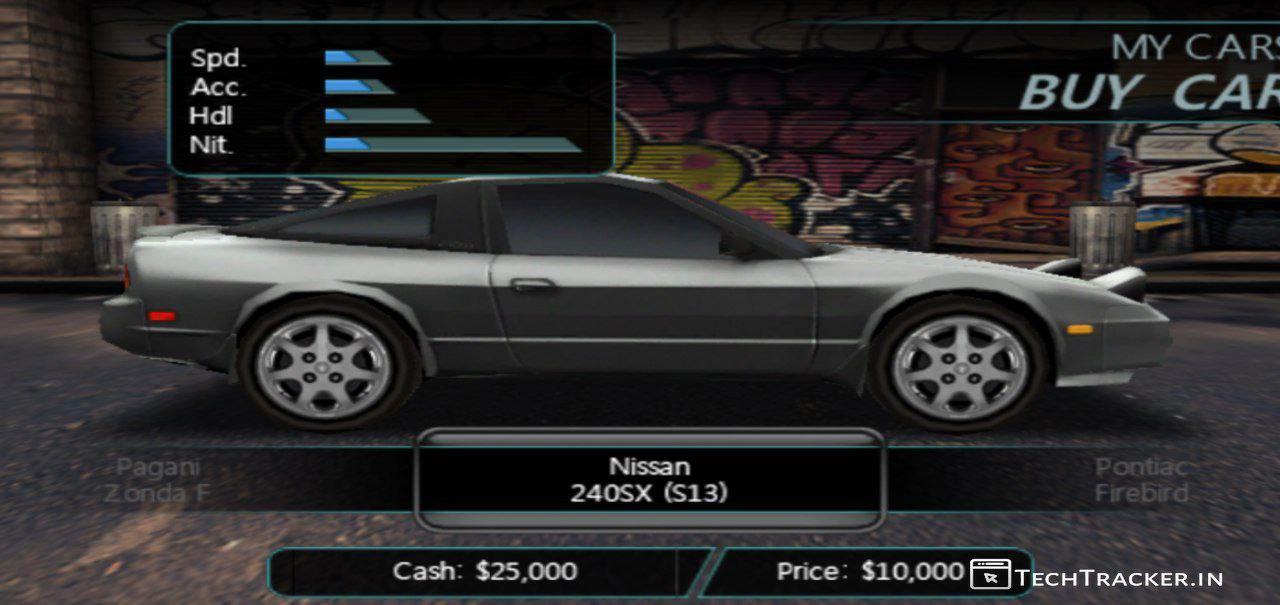 Spd.
Acc.
Hdl
Nit.
MY CARS
BUY CAR
Pagani
Zonda F
Nissan
240SX (S13)
Pontiac
Firebird
Cash: $25,000
Price: $10,000
TECHTRACKER.IN